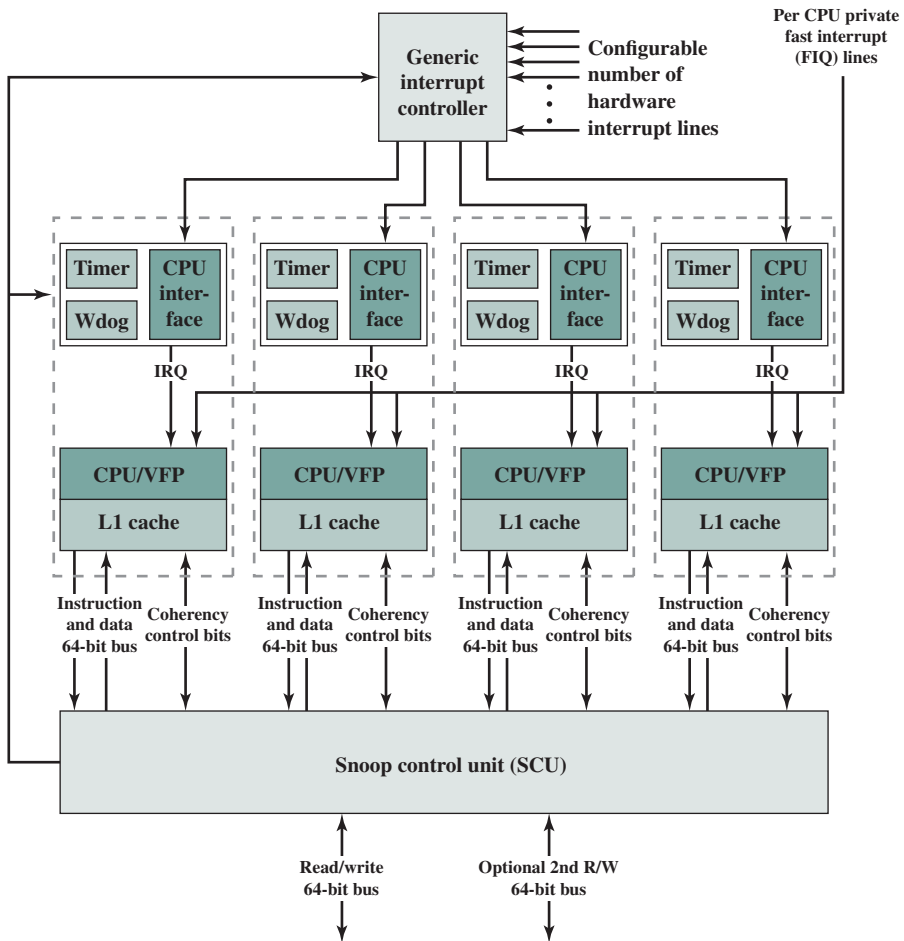 Per CPU private
fast interrupt
(FIQ) lines
Generic
interrupt
controller
Configurable
number of
hardware
interrupt lines
Timer
Wdog
CPU
inter-
face
Timer
Wdog
CPU
inter-
face
Timer
Wdog
CPU
inter-
face
Timer
Wdog
CPU
inter-
face
IRQ
IRQ
IRQ
IRQ
CPU/VFP
L1 cache
CPU/VFP
L1 cache
CPU/VFP
L1 cache
CPU/VFP
L1 cache
Instruction
and data
64-bit bus
Coherency
control bits
Instruction
and data
64-bit bus
Coherency
control bits
Instruction
and data
64-bit bus
Coherency
control bits
Instruction
and data
64-bit bus
Coherency
control bits
Snoop control unit (SCU)
Read/write
64-bit bus
Optional 2nd R/W
64-bit bus